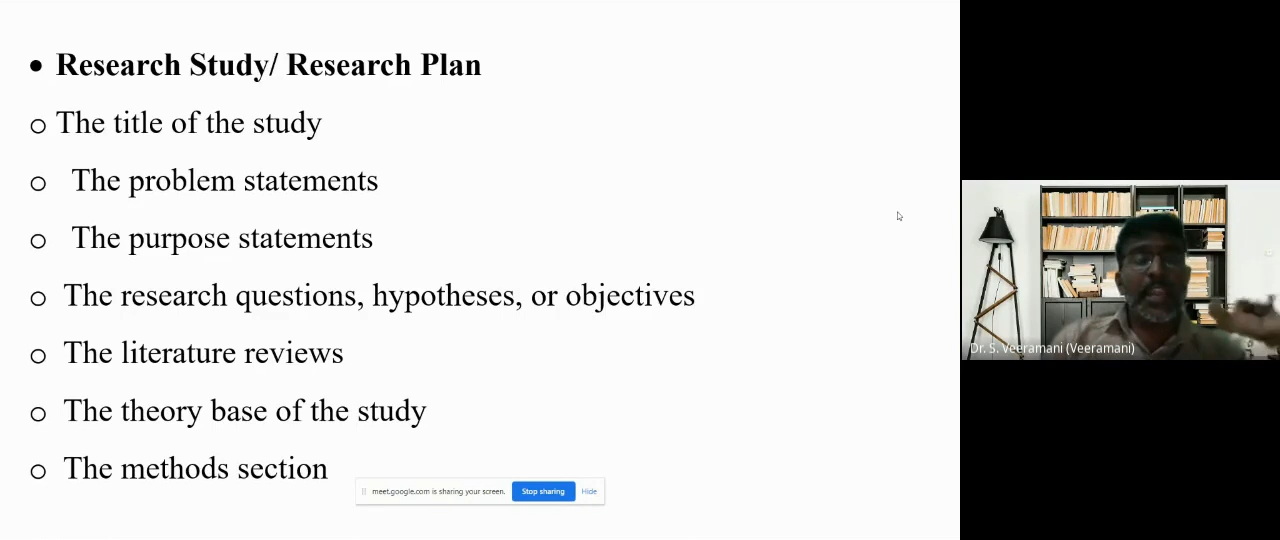 • Research Study/ Research Plan
o The title of the study
o The problem statements
o The purpose statements
o The research questions, hypotheses, or objectives
o The literature reviews
o The theory base of the study
o The methods section
meet.google.com is sharing your screen. Stop sharing Hide
Dr. S. Veeramani (Veeramani)